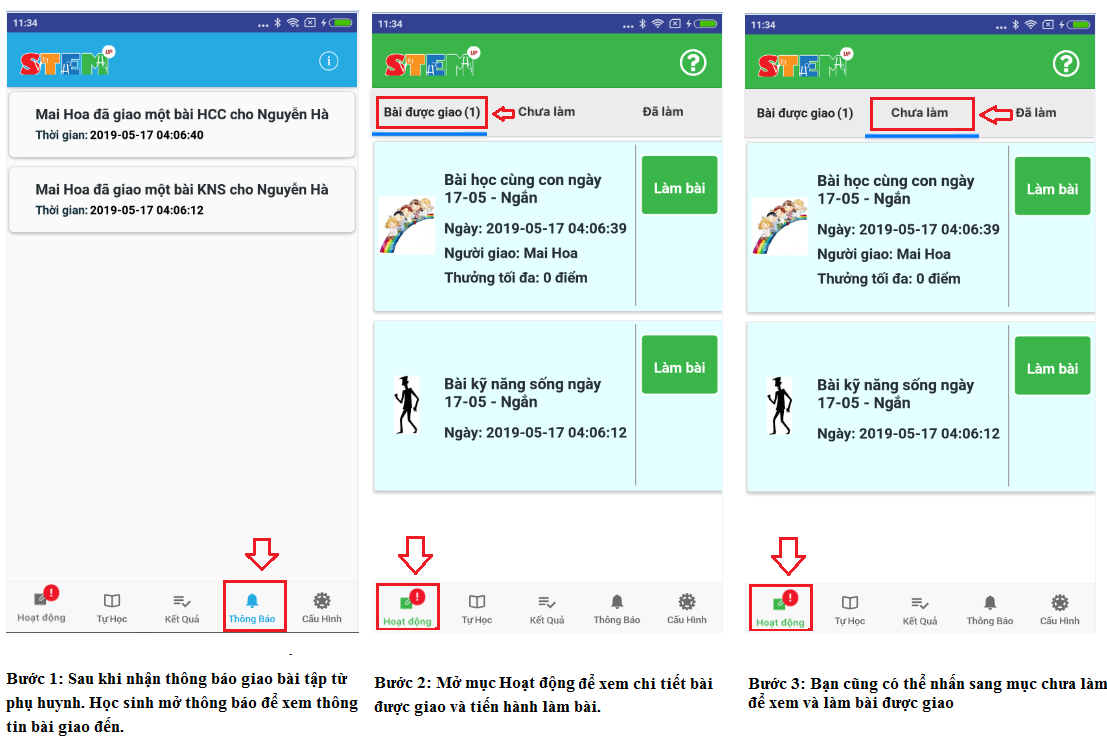 11:34
STEM UP
Mai Hoa đã giao một bài HCC cho Nguyễn Hà
Thời gian: 2019-05-17 04:06:40
Mai Hoa đã giao một bài KNS cho Nguyễn Hà
Thời gian: 2019-05-17 04:06:12
Hoạt động
Tự Học
Kết Quả
Thông Báo
Cấu Hình
Bước 1: Sau khi nhận thông báo giao bài tập từ
phụ huynh. Học sinh mở thông báo để xem thông
tin bài giao đến.
11:34
STEM UP
?
Bài được giao (1)
Chưa làm
Đã làm
Bài học cùng con ngày
17-05 - Ngắn
Ngày: 2019-05-17 04:06:39
Người giao: Mai Hoa
Thưởng tối đa: 0 điểm
Làm bài
Bài kỹ năng sống ngày
17-05 - Ngắn
Ngày: 2019-05-17 04:06:12
Làm bài
Hoạt động
Tự Học
Kết Quả
Thông Báo
Cấu Hình
Bước 2: Mở mục Hoạt động để xem chi tiết bài
được giao và tiến hành làm bài.
11:34
STEM UP
?
Bài được giao (1)
Chưa làm
Đã làm
Bài học cùng con ngày
17-05 - Ngắn
Ngày: 2019-05-17 04:06:39
Người giao: Mai Hoa
Thưởng tối đa: 0 điểm
Làm bài
Bài kỹ năng sống ngày
17-05 - Ngắn
Ngày: 2019-05-17 04:06:12
Làm bài
Hoạt động
Tự Học
Kết Quả
Thông Báo
Cấu Hình
Bước 3: Bạn cũng có thể nhấn sang mục chưa làm
để xem và làm bài được giao